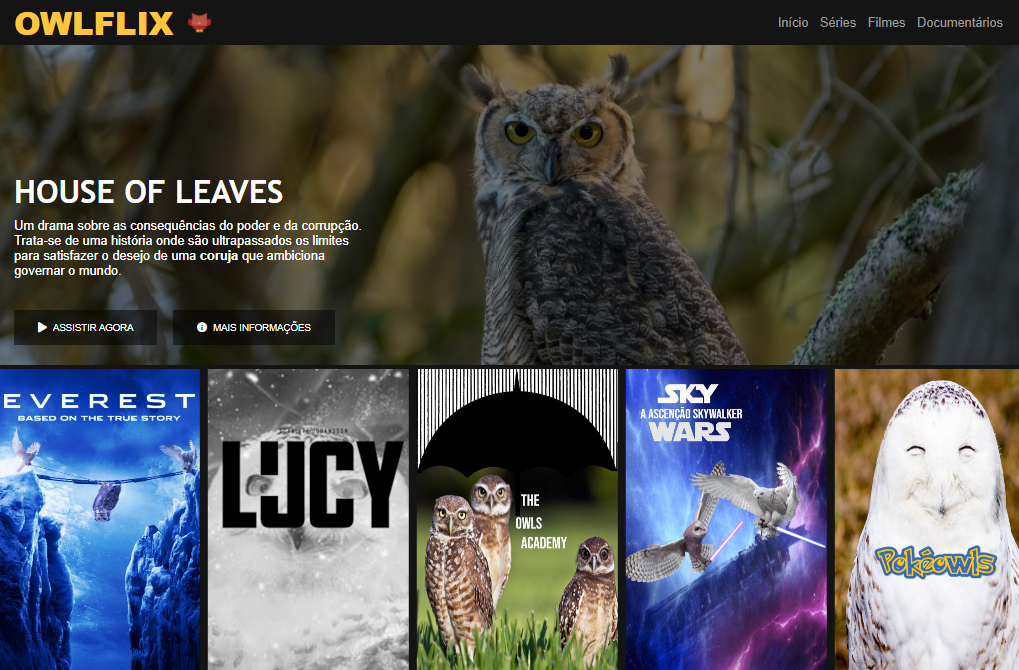 OWLFLIX
Início Séries Filmes Documentários
HOUSE OF LEAVES
Um drama sobre as consequências do poder e da corrupção.
Trata-se de uma história onde são ultrapassados os limites
para satisfazer o desejo de uma coruja que ambiciona
governar o mundo.
ASSISTIR AGORA
MAIS INFORMAÇÕES
EVEREST
BASED ON THE TRUE STORY
SCARLETT JOHANSSON
LUCY
THE
OWLS
ACADEMY
SKY
A ASCENÇÃO SKYWALKER
WARS
Pokéowls